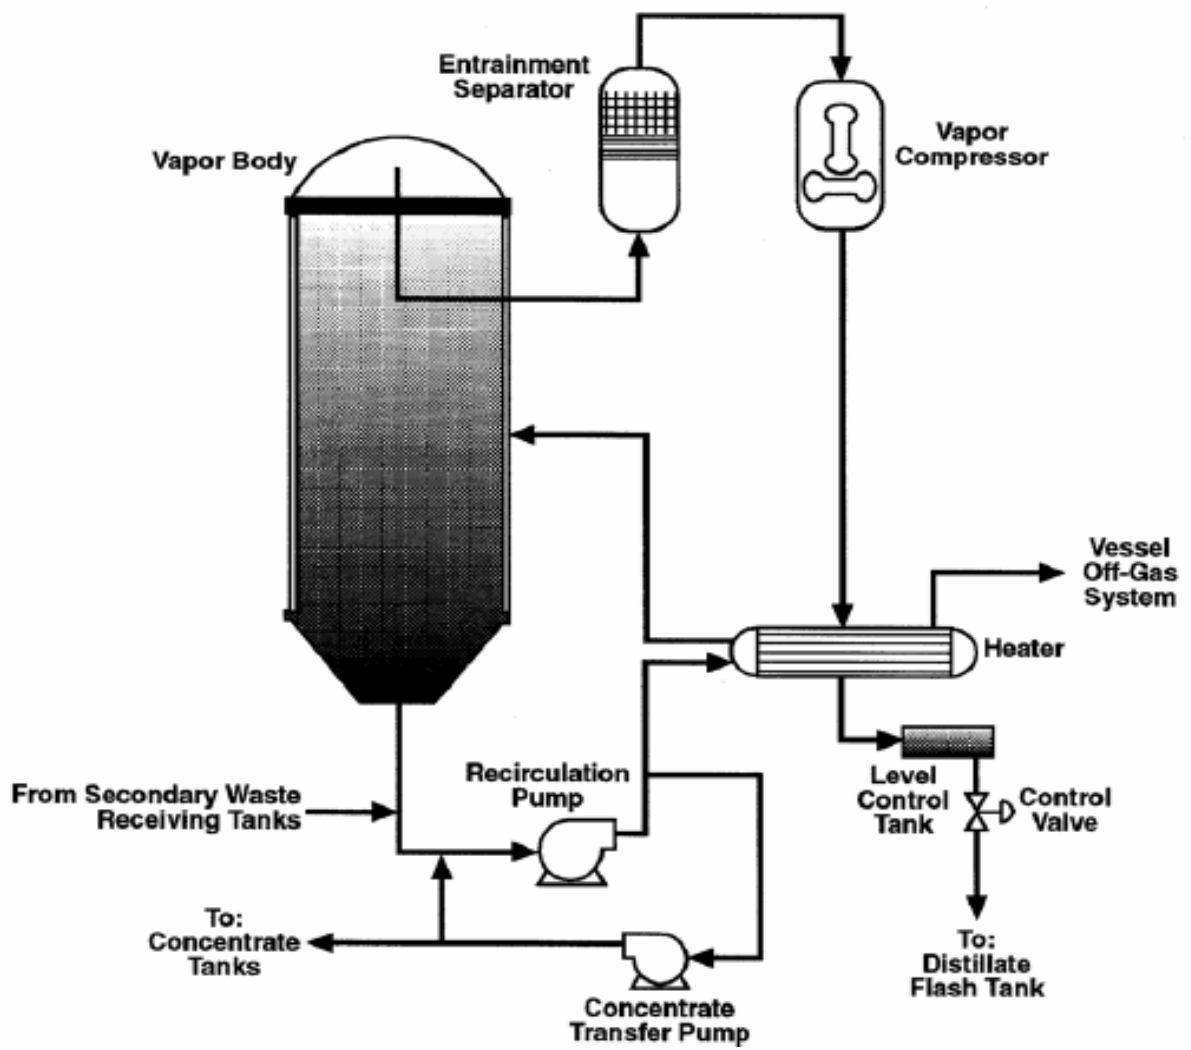 Entrainment
Separator
Vapor Body
Vapor
Compressor
Vessel
Off-Gas
System
Heater
Recirculation
Pump
Level
Control
Tank
Control
Valve
From Secondary Waste
Receiving Tanks
To:
Concentrate
Tanks
To:
Distillate
Flash Tank
Concentrate
Transfer Pump